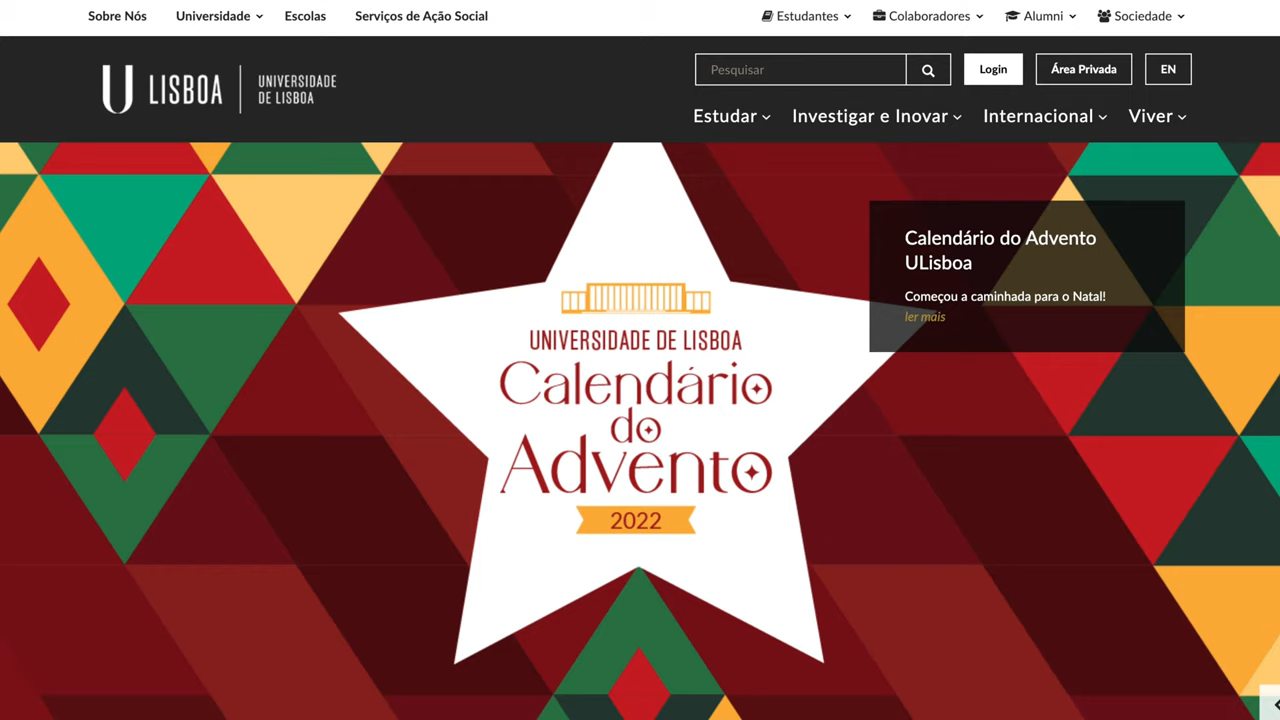 Sobre Nós Universidade Escolas Serviços de Ação Social Estudantes Colaboradores Alumni Sociedade
U LISBOA UNIVERSIDADE DE LISBOA
Pesquisar Login Área Privada EN
Estudar Investigar e Inovar Internacional Viver
Calendário do Advento
ULisboa
Começou a caminhada para o Natal!
ler mais
UNIVERSIDADE DE LISBOA
Calendário
do
Advento
2022